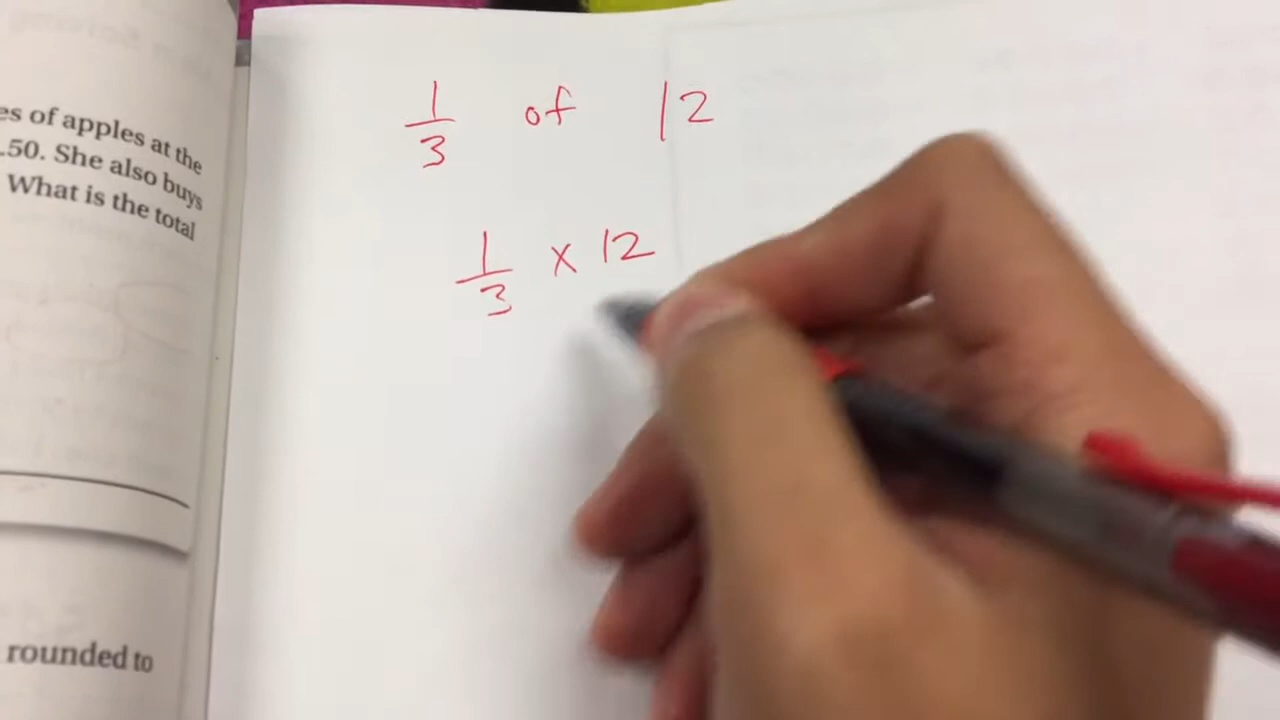 es of apples at the
.50. She also buys
What is the total
rounded to
1/3 of 12
1/3 x 12